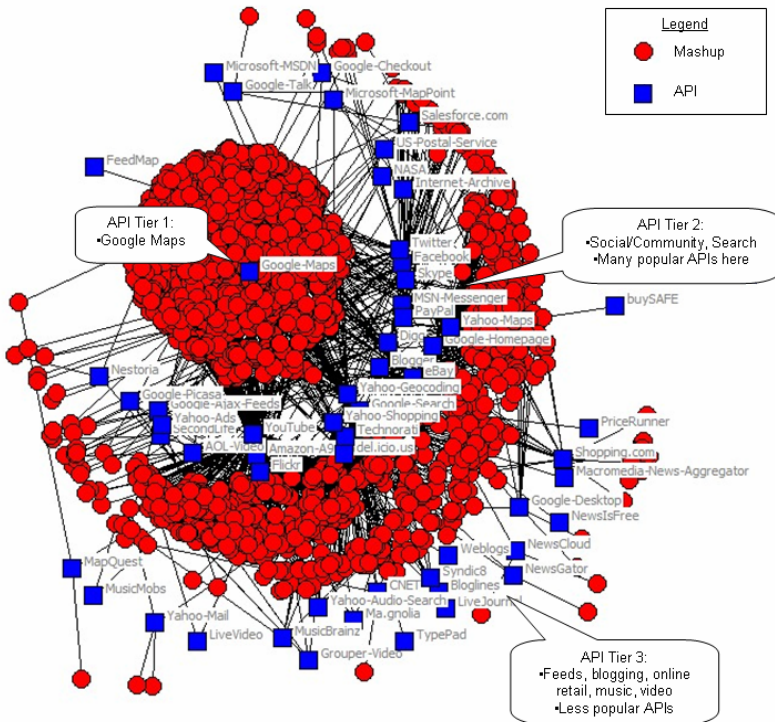 Legend
Mashup
API
Microsoft-MSDN
Google-Checkout
Google-Talk
Microsoft-MapPoint
Salesforce.com
US-Postal-Service
FeedMap
NASA
Internet-Archive
API Tier 1:
•Google Maps
API Tier 2:
•Social/Community, Search
•Many popular APIs here
Twitter
Facebook
Google-Maps
Skype
MSN-Messenger
buySAFE
PayPal
Yahoo-Maps
Digg
Google-Homepage
Blogger
eBay
Nestoria
Yahoo-Geocoding
Google-Picasa
Google-Ajax-Feeds
Google-Search
Yahoo-Ads
Yahoo-Shopping
SecondLife
YouTube
Technorati
PriceRunner
AOL-Video
Amazon-A9
del.icio.us
Shopping.com
Flickr
Macromedia-News-Aggregator
Google-Desktop
NewsIsFree
Weblogs
NewsCloud
MapQuest
Syndic8
NewsGator
MusicMobs
CNET
Bloglines
Yahoo-Audio-Search
LiveJournal
Yahoo-Mail
Ma.gnolia
LiveVideo
MusicBrainz
TypePad
Grouper-Video
API Tier 3:
•Feeds, blogging, online
retail, music, video
•Less popular APIs